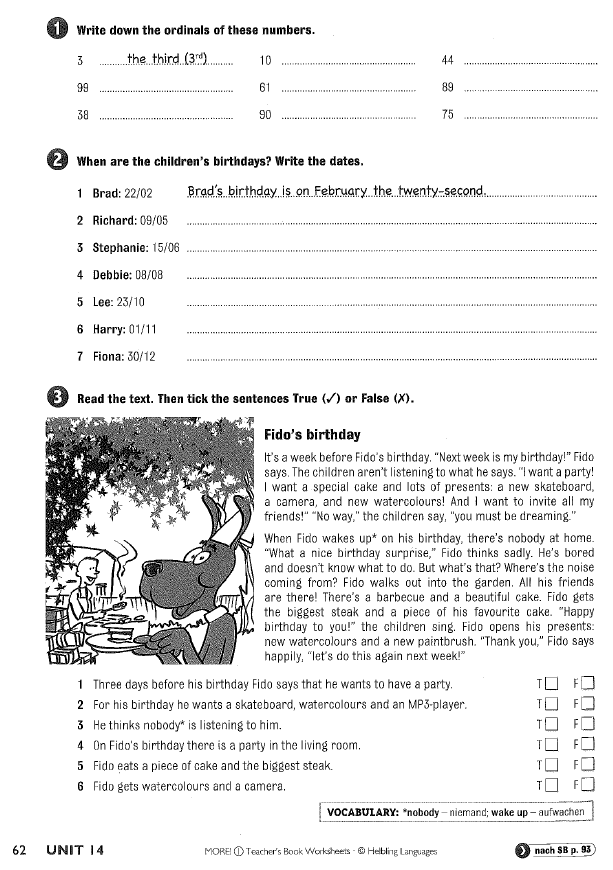 1 Write down the ordinals of these numbers.
3 the third (3rd) 10 44
99 61 89
38 90 75
2 When are the children's birthdays? Write the dates.
1 Brad: 22/02 Brad's birthday is on February the twenty-second.
2 Richard: 09/05
3 Stephanie: 15/06
4 Debbie: 08/08
5 Lee: 23/10
6 Harry: 01/11
7 Fiona: 30/12
3 Read the text. Then tick the sentences True (✓) or False (✗).
Fido's birthday
It's a week before Fido's birthday. "Next week is my birthday!" Fido
says. The children aren't listening to what he says. "I want a party!
I want a special cake and lots of presents: a new skateboard,
a camera, and new watercolours! And I want to invite all my
friends!" "No way," the children say, "you must be dreaming."
When Fido wakes up* on his birthday, there's nobody at home.
"What a nice birthday surprise," Fido thinks sadly. He's bored
and doesn't know what to do. But what's that? Where's the noise
coming from? Fido walks out into the garden. All his friends
are there! There's a barbecue and a beautiful cake. Fido gets
the biggest steak and a piece of his favourite cake. "Happy
birthday to you!" the children sing. Fido opens his presents:
new watercolours and a new paintbrush. "Thank you," Fido says
happily, "let's do this again next week!"
1 Three days before his birthday Fido says that he wants to have a party. T F
2 For his birthday he wants a skateboard, watercolours and an MP3-player. T F
3 He thinks nobody* is listening to him. T F
4 On Fido's birthday there is a party in the living room. T F
5 Fido eats a piece of cake and the biggest steak. T F
6 Fido gets watercolours and a camera. T F
VOCABULARY: *nobody – niemand; wake up – aufwachen
62 UNIT 14 MORE! 1 Teacher's Book Worksheets · © Helbling Languages nach SB p. 93